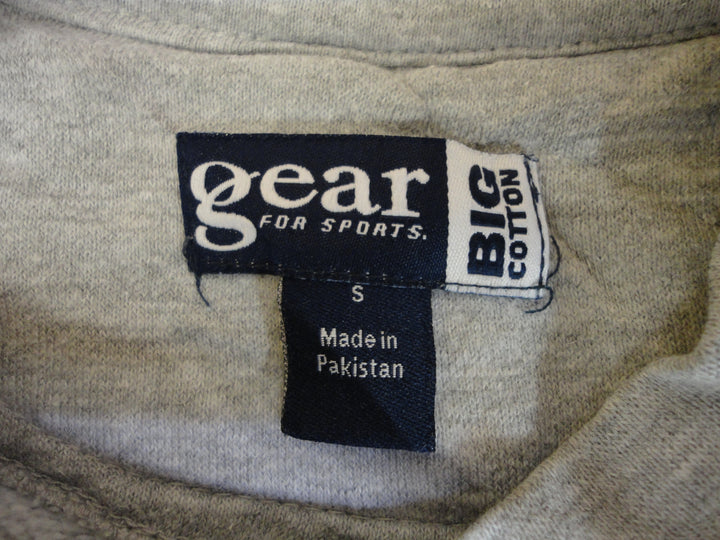 gear
FOR SPORTS.
BIG
COTTON
S
Made in
Pakistan